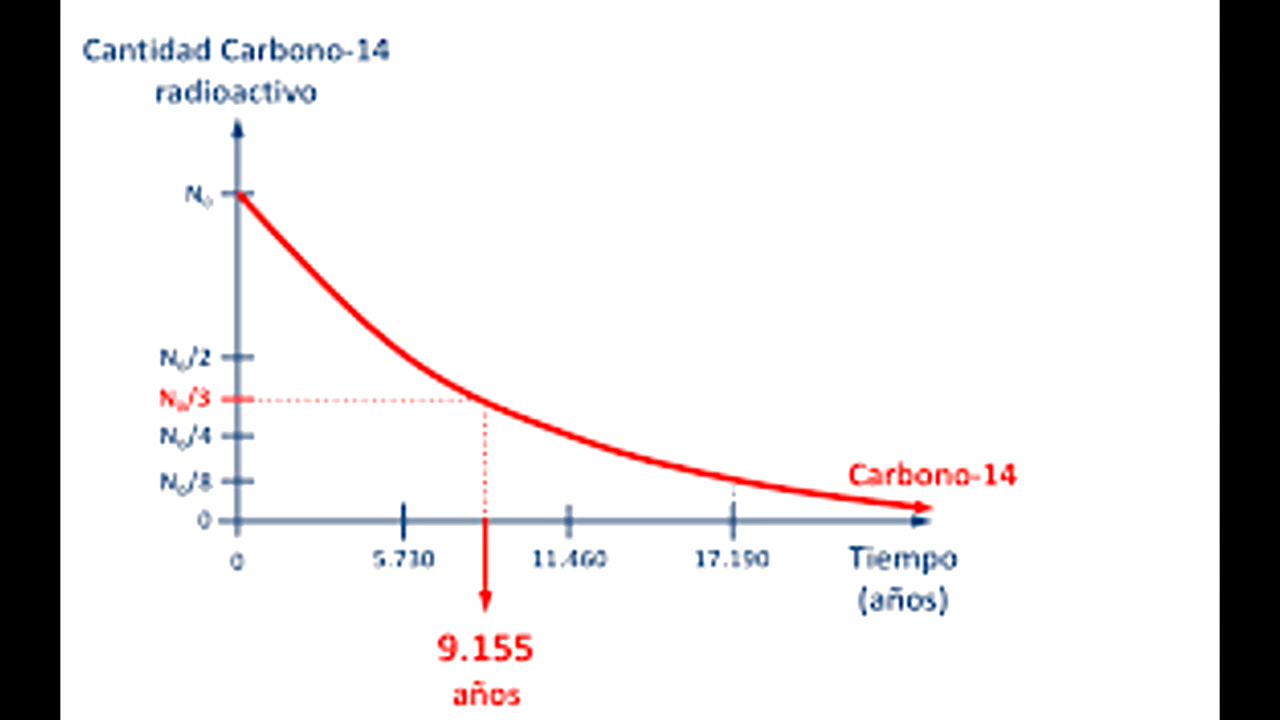 Cantidad Carbono-14
radioactivo
N₀
N₀/2
N₀/3
N₀/4
N₀/8
0
0
5.730
11.460
17.190
Carbono-14
Tiempo
(años)
9.155
años